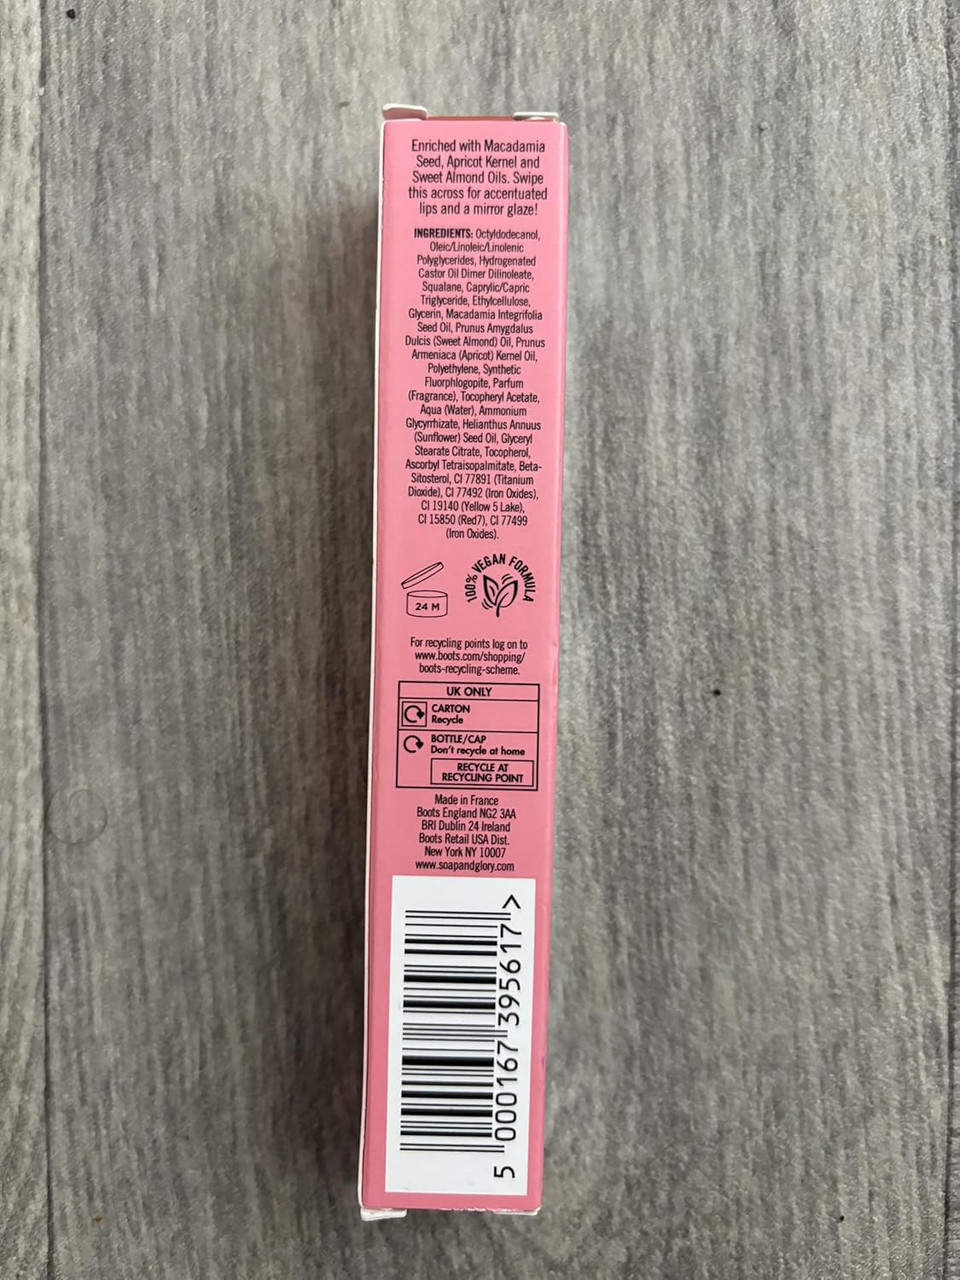 Enriched with Macadamia
Seed, Apricot Kernel and
Sweet Almond Oils. Swipe
this across for accentuated
lips and a mirror glaze!
INGREDIENTS: Octyldodecanol,
Oleic/Linoleic/Linolenic
Polyglycerides, Hydrogenated
Castor Oil Dimer Dilinoleate,
Squalane, Caprylic/Capric
Triglyceride, Ethylcellulose,
Glycerin, Macadamia Integrifolia
Seed Oil, Prunus Amygdalus
Dulcis (Sweet Almond) Oil, Prunus
Armeniaca (Apricot) Kernel Oil,
Polyethylene, Synthetic
Fluorphlogopite, Parfum
(Fragrance), Tocopheryl Acetate,
Aqua (Water), Ammonium
Glycyrrhizate, Helianthus Annuus
(Sunflower) Seed Oil, Glyceryl
Stearate Citrate, Tocopherol,
Ascorbyl Tetraisopalmitate, Beta-
Sitosterol, CI 77891 (Titanium
Dioxide), CI 77492 (Iron Oxides),
CI 19140 (Yellow 5 Lake),
CI 15850 (Red7), CI 77499
(Iron Oxides).
24 M
100% VEGAN FORMULA
For recycling points log on to
www.boots.com/shopping/
boots-recycling-scheme.
UK ONLY
CARTON
Recycle
BOTTLE/CAP
Don't recycle at home
RECYCLE AT
RECYCLING POINT
Made in France
Boots England NG2 3AA
BRI Dublin 24 Ireland
Boots Retail USA Dist.
New York NY 10007
www.soapandglory.com
5 000167 395617 >